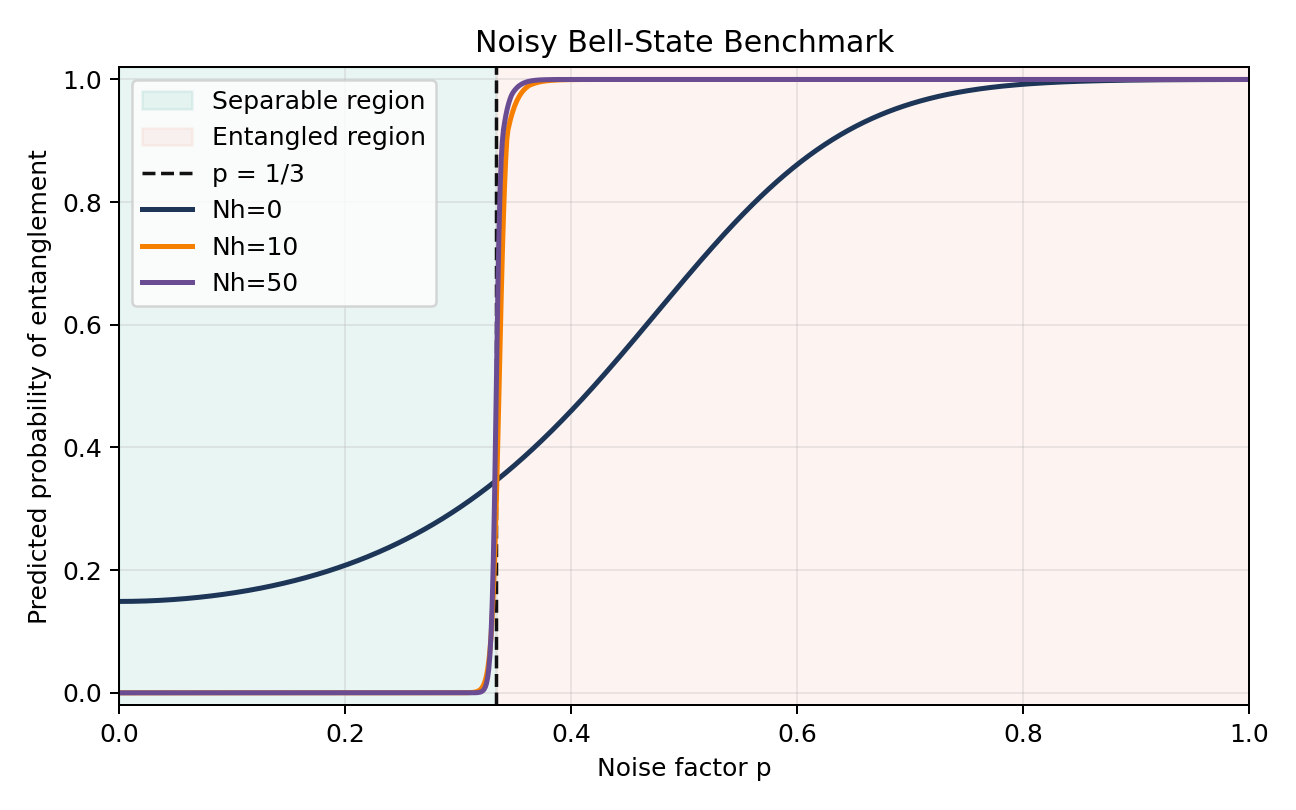 Noisy Bell-State Benchmark
Predicted probability of entanglement
1.0
0.8
0.6
0.4
0.2
0.0
Separable region
Entangled region
p = 1/3
Nh=0
Nh=10
Nh=50
0.0 0.2 0.4 0.6 0.8 1.0
Noise factor p